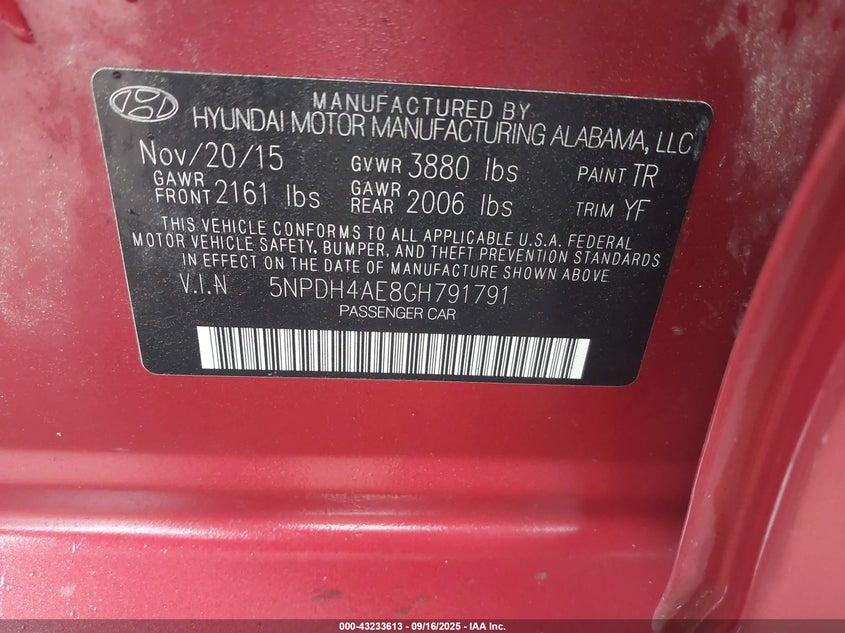 MANUFACTURED BY
HYUNDAI MOTOR MANUFACTURING ALABAMA, LLC
Nov/20/15 GVWR 3880 lbs PAINT TR
GAWR FRONT 2161 lbs GAWR REAR 2006 lbs TRIM YF
THIS VEHICLE CONFORMS TO ALL APPLICABLE U.S.A. FEDERAL
MOTOR VEHICLE SAFETY, BUMPER, AND THEFT PREVENTION STANDARDS
IN EFFECT ON THE DATE OF MANUFACTURE SHOWN ABOVE
V.I.N 5NPDH4AE8GH791791
PASSENGER CAR
000-43233613 - 09/16/2025 - IAA Inc.